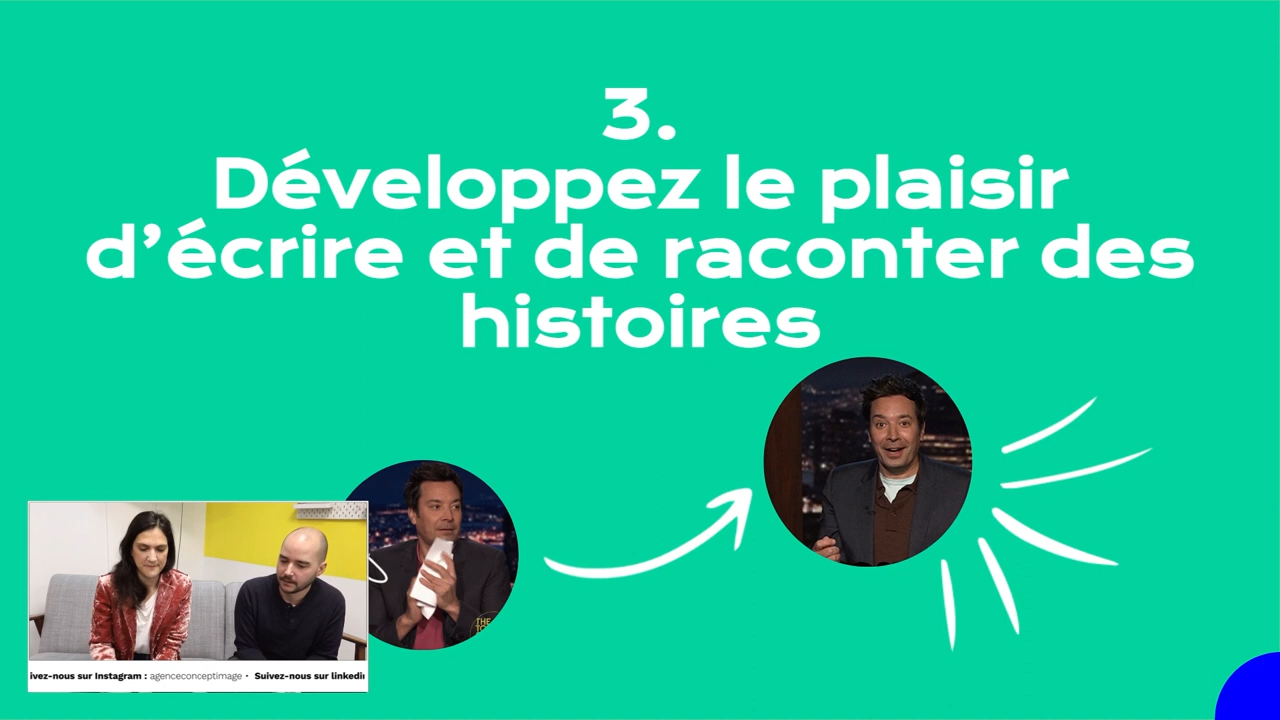 3.
Développez le plaisir
d’écrire et de raconter des
histoires
THE
ivez-nous sur Instagram : agenceconceptimage · Suivez-nous sur linkedi